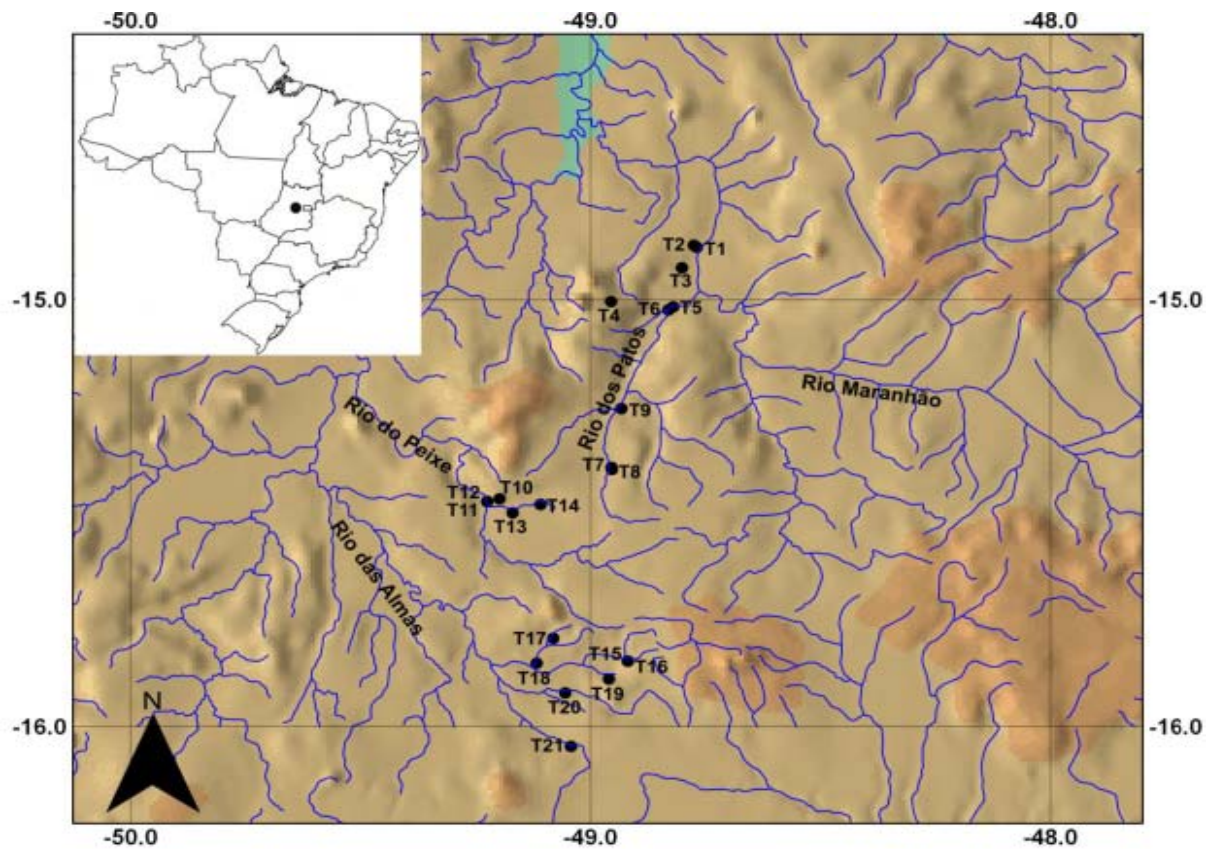 -50.0 -49.0 -48.0
T2 T1
T3
-15.0 -15.0
T4 T6 T5
Rio dos Patos
Rio Maranhão
T9
Rio do Peixe
T7 T8
T12 T10
T11 T14
T13
Rio das Almas
T17 T15 T16
T18 T19
T20
N
-16.0 -16.0
T21
-50.0 -49.0 -48.0